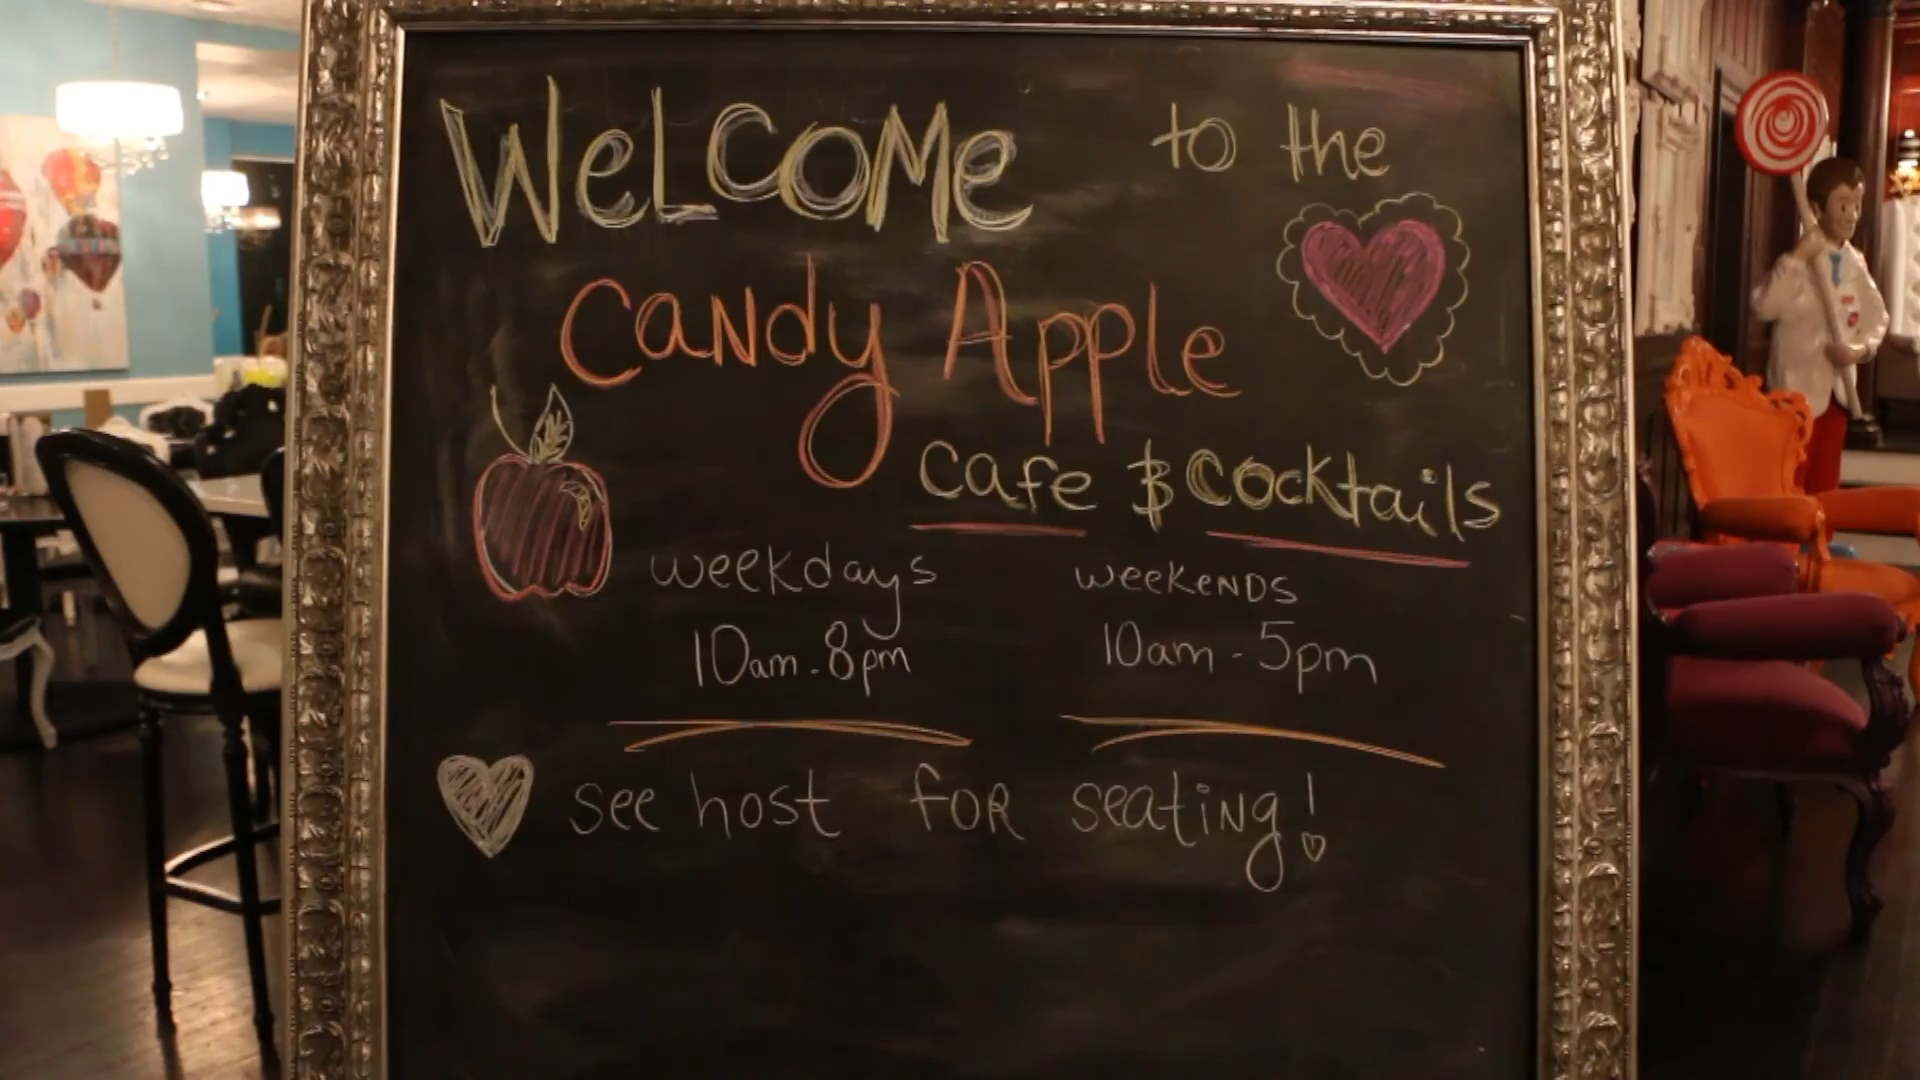 WeLCOMe to the
Candy Apple
Cafe & Cocktails
weekdays
10am - 8pm
weekENDS
10am - 5pm
see host foR seatiNg!